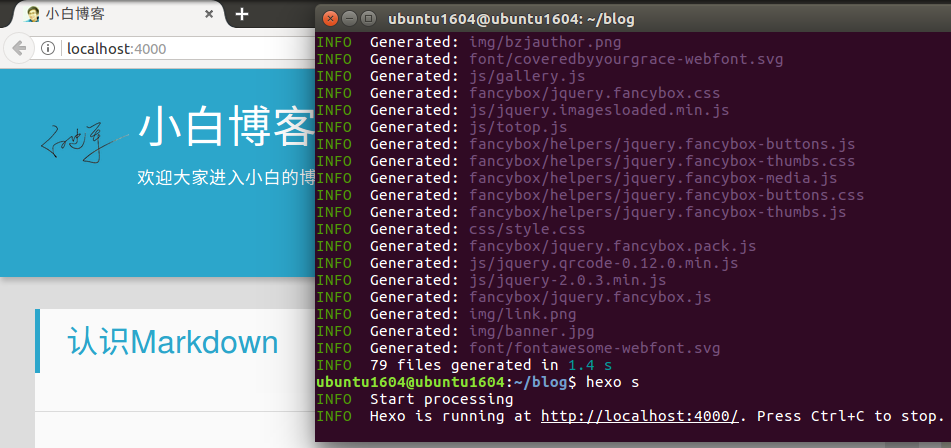 小白博客
localhost:4000
小白博客
欢迎大家进入小白的博
认识Markdown
ubuntu1604@ubuntu1604: ~/blog
INFO  Generated: img/bzjauthor.png
INFO  Generated: font/coveredbyyourgrace-webfont.svg
INFO  Generated: js/gallery.js
INFO  Generated: fancybox/jquery.fancybox.css
INFO  Generated: js/jquery.imagesloaded.min.js
INFO  Generated: js/totop.js
INFO  Generated: fancybox/helpers/jquery.fancybox-buttons.js
INFO  Generated: fancybox/helpers/jquery.fancybox-thumbs.css
INFO  Generated: fancybox/helpers/jquery.fancybox-media.js
INFO  Generated: fancybox/helpers/jquery.fancybox-buttons.css
INFO  Generated: fancybox/helpers/jquery.fancybox-thumbs.js
INFO  Generated: css/style.css
INFO  Generated: fancybox/jquery.fancybox.pack.js
INFO  Generated: js/jquery.qrcode-0.12.0.min.js
INFO  Generated: js/jquery-2.0.3.min.js
INFO  Generated: fancybox/jquery.fancybox.js
INFO  Generated: img/link.png
INFO  Generated: img/banner.jpg
INFO  Generated: font/fontawesome-webfont.svg
INFO  79 files generated in 1.4 s
ubuntu1604@ubuntu1604:~/blog$ hexo s
INFO  Start processing
INFO  Hexo is running at http://localhost:4000/. Press Ctrl+C to stop.